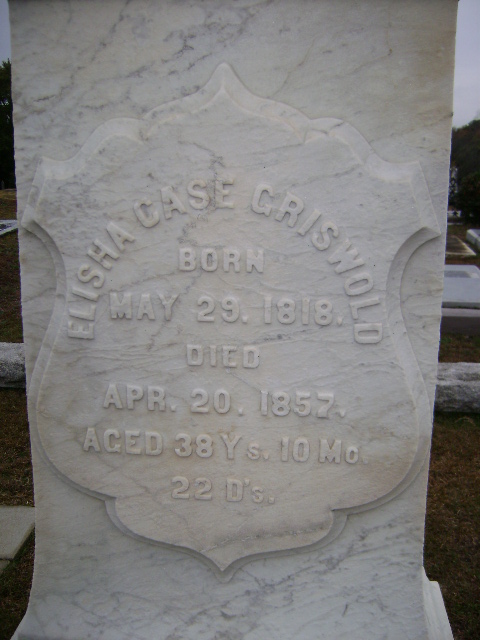 ELISHA CASE GRISWOLD
BORN
MAY 29. 1818.
DIED
APR. 20. 1857.
AGED 38 Ys. 10 Mo.
22 D's.